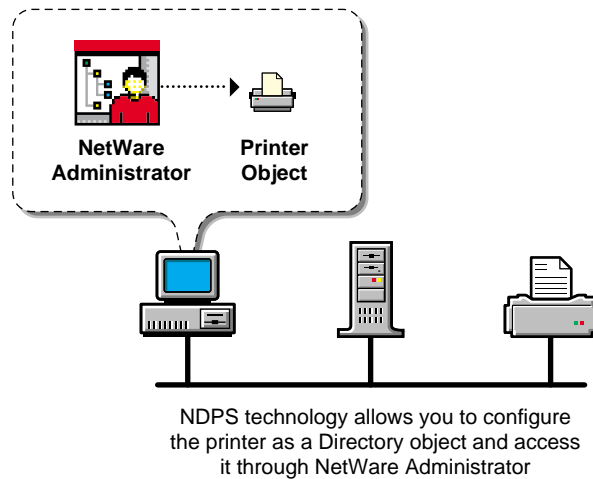 NetWare
Administrator
Printer
Object
NDPS technology allows you to configure
the printer as a Directory object and access
it through NetWare Administrator